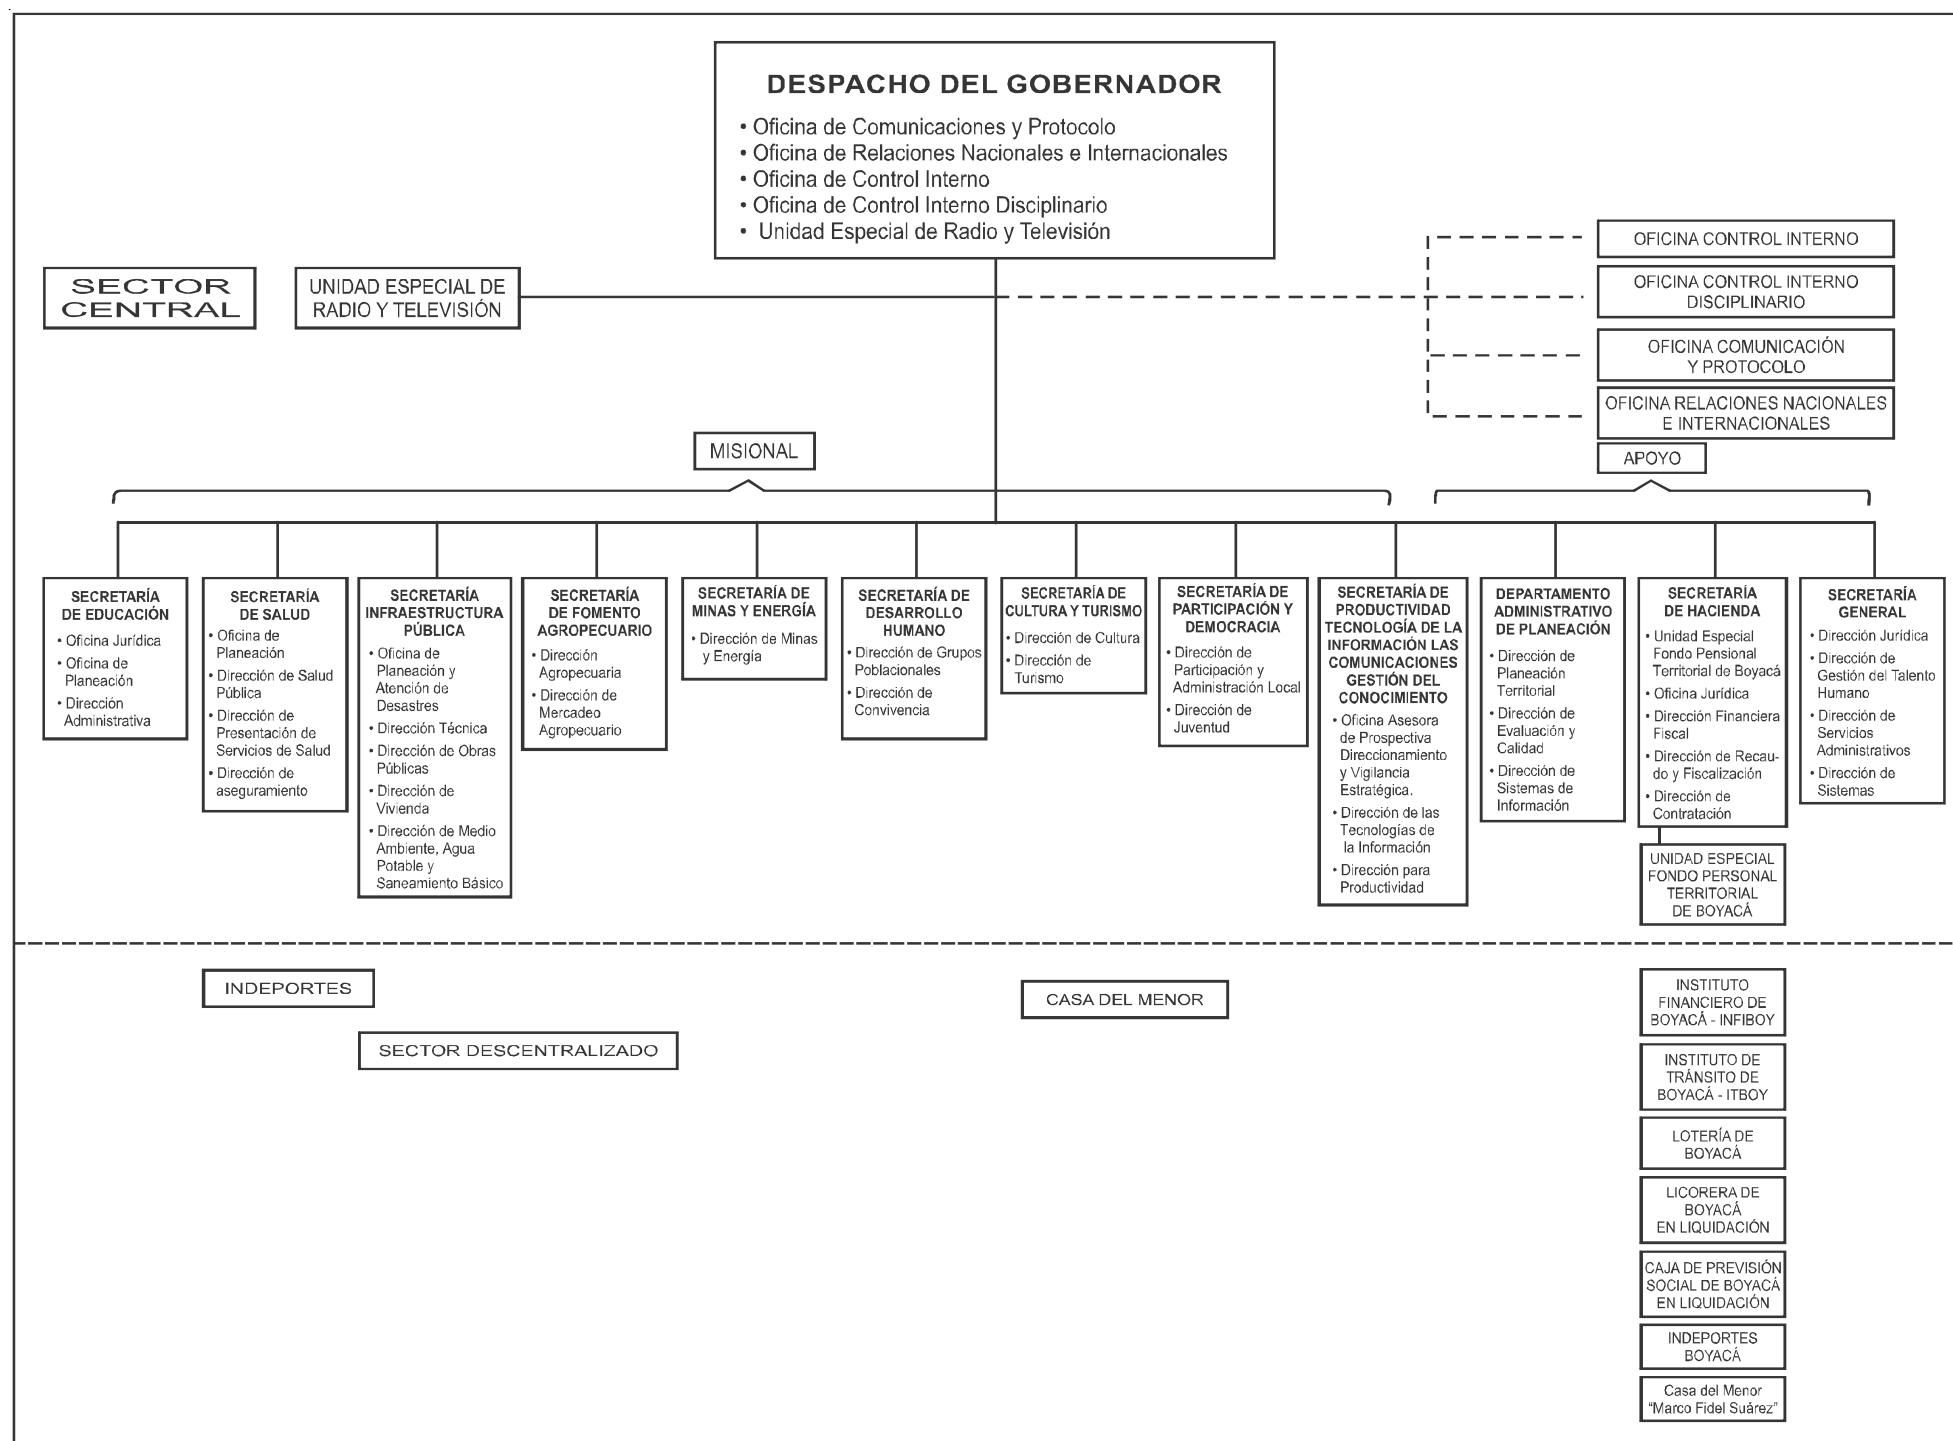 DESPACHO DEL GOBERNADOR
• Oficina de Comunicaciones y Protocolo
• Oficina de Relaciones Nacionales e Internacionales
• Oficina de Control Interno
• Oficina de Control Interno Disciplinario
• Unidad Especial de Radio y Televisión
SECTOR
CENTRAL
UNIDAD ESPECIAL DE
RADIO Y TELEVISIÓN
OFICINA CONTROL INTERNO
OFICINA CONTROL INTERNO
DISCIPLINARIO
OFICINA COMUNICACIÓN
Y PROTOCOLO
OFICINA RELACIONES NACIONALES
E INTERNACIONALES
MISIONAL
APOYO
SECRETARÍA
DE EDUCACIÓN
• Oficina Jurídica
• Oficina de
Planeación
• Dirección
Administrativa
SECRETARÍA
DE SALUD
• Oficina de
Planeación
• Dirección de Salud
Pública
• Dirección de
Presentación de
Servicios de Salud
• Dirección de
aseguramiento
SECRETARÍA
INFRAESTRUCTURA
PÚBLICA
• Oficina de
Planeación y
Atención de
Desastres
• Dirección Técnica
• Dirección de Obras
Públicas
• Dirección de
Vivienda
• Dirección de Medio
Ambiente, Agua
Potable y
Saneamiento Básico
SECRETARÍA
DE FOMENTO
AGROPECUARIO
• Dirección
Agropecuaria
• Dirección de
Mercadeo
Agropecuario
SECRETARÍA DE
MINAS Y ENERGÍA
• Dirección de Minas
y Energía
SECRETARÍA DE
DESARROLLO
HUMANO
• Dirección de Grupos
Poblacionales
• Dirección de
Convivencia
SECRETARÍA DE
CULTURA Y TURISMO
• Dirección de Cultura
• Dirección de
Turismo
SECRETARÍA DE
PARTICIPACIÓN Y
DEMOCRACIA
• Dirección de
Participación y
Administración Local
• Dirección de
Juventud
SECRETARÍA DE
PRODUCTIVIDAD
TECNOLOGÍA DE LA
INFORMACIÓN LAS
COMUNICACIONES
GESTIÓN DEL
CONOCIMIENTO
• Oficina Asesora
de Prospectiva
Direccionamiento
y Vigilancia
Estratégica.
• Dirección de las
Tecnologías de
la Información
• Dirección para
Productividad
DEPARTAMENTO
ADMINISTRATIVO
DE PLANEACIÓN
• Dirección de
Planeación
Territorial
• Dirección de
Evaluación y
Calidad
• Dirección de
Sistemas de
Información
SECRETARÍA
DE HACIENDA
• Unidad Especial
Fondo Pensional
Territorial de Boyacá
• Oficina Jurídica
• Dirección Financiera
Fiscal
• Dirección de Recau-
do y Fiscalización
• Dirección de
Contratación
UNIDAD ESPECIAL
FONDO PERSONAL
TERRITORIAL
DE BOYACÁ
SECRETARÍA
GENERAL
• Dirección Jurídica
• Dirección de
Gestión del Talento
Humano
• Dirección de
Servicios
Administrativos
• Dirección de
Sistemas
INDEPORTES
SECTOR DESCENTRALIZADO
CASA DEL MENOR
INSTITUTO
FINANCIERO DE
BOYACÁ - INFIBOY
INSTITUTO DE
TRÁNSITO DE
BOYACÁ - ITBOY
LOTERÍA DE
BOYACÁ
LICORERA DE
BOYACÁ
EN LIQUIDACIÓN
CAJA DE PREVISIÓN
SOCIAL DE BOYACÁ
EN LIQUIDACIÓN
INDEPORTES
BOYACÁ
Casa del Menor
“Marco Fidel Suárez”